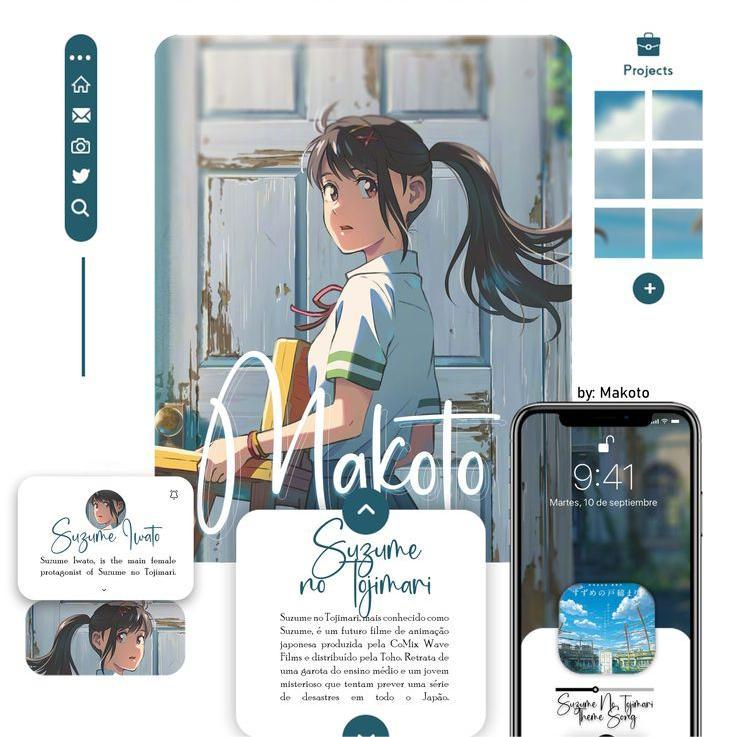 Projects
Makoto
by: Makoto
9:41
Martes, 10 de septiembre
Suzume Iwato
Suzume Iwato, is the main female
protagonist of Suzume no Tojimari.
Suzume
no Tojimari
Suzume no Tojimari, mais conhecido como
Suzume, é um futuro filme de animação
japonesa produzida pela CoMix Wave
Films e distribuído pela Toho. Retrata de
uma garota do ensino médio e um jovem
misterioso que tentam prever uma série
de desastres em todo o Japão.
すずめの戸締まり
Suzume No Tojimari
Theme Song